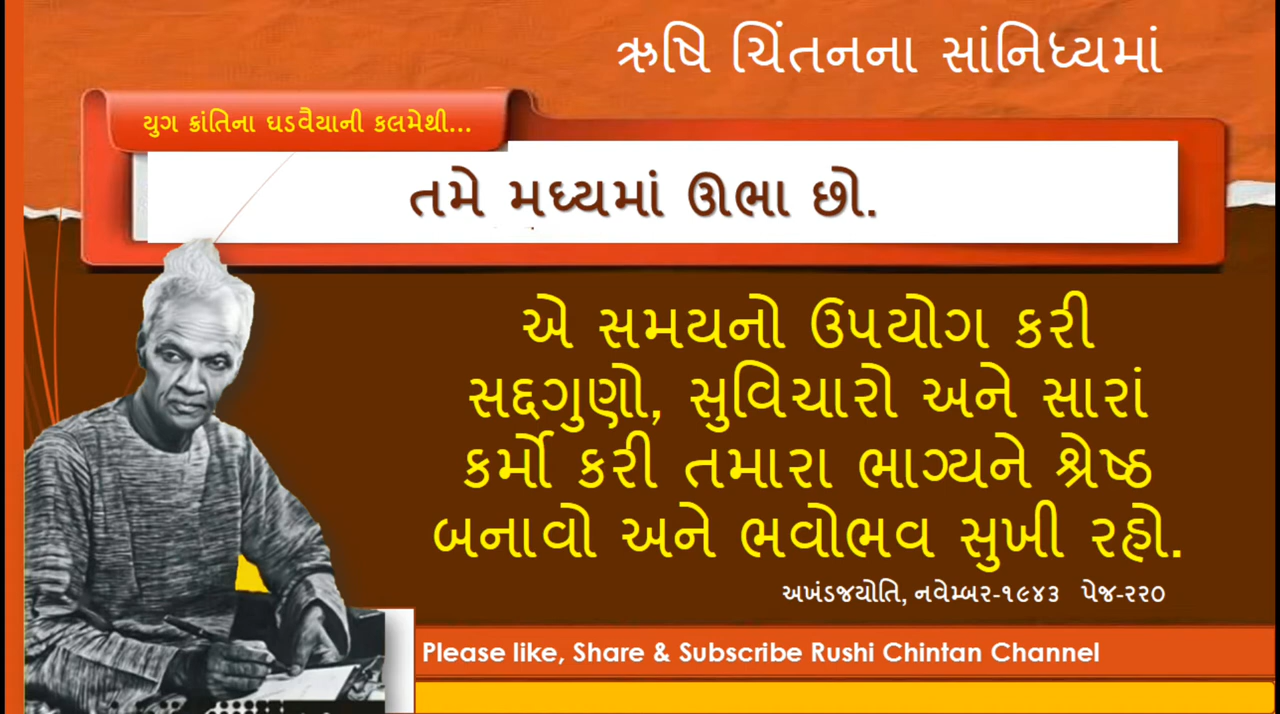 ઋષિ ચિંતનના સાંનિધ્યમાં
યુગ ક્રાંતિના ઘડવૈયાની કલમેથી...
તમે મધ્યમાં ઊભા છો.
એ સમયનો ઉપયોગ કરી
સદ્દગુણો, સુવિચારો અને સારાં
કર્મો કરી તમારા ભાગ્યને શ્રેષ્ઠ
બનાવો અને ભવોભવ સુખી રહો.
અખંડજયોતિ, નવેમ્બર-૧૯૪૩ પેજ-૨૨૦
Please like, Share & Subscribe Rushi Chintan Channel